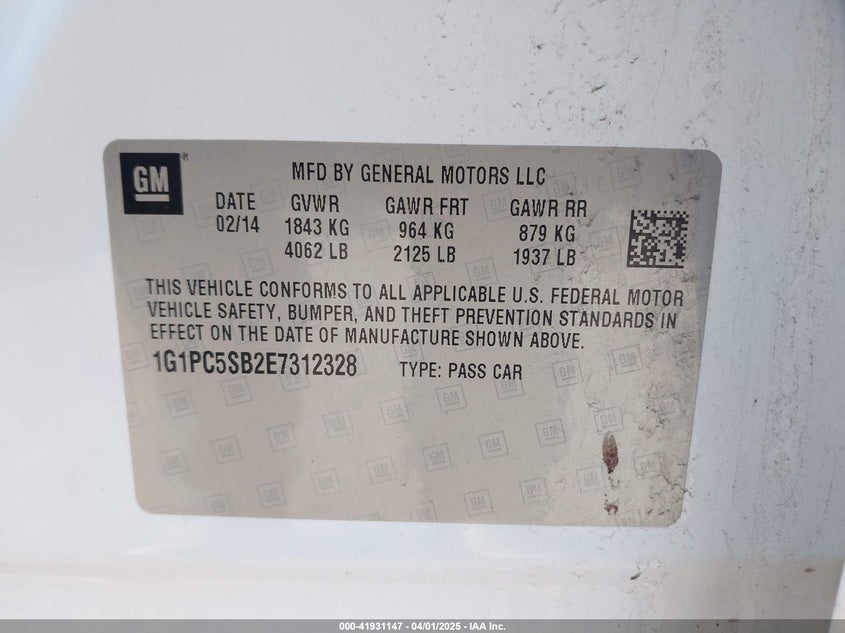 GM
MFD BY GENERAL MOTORS LLC
DATE GVWR GAWR FRT GAWR RR
02/14 1843 KG 964 KG 879 KG
4062 LB 2125 LB 1937 LB
THIS VEHICLE CONFORMS TO ALL APPLICABLE U.S. FEDERAL MOTOR
VEHICLE SAFETY, BUMPER, AND THEFT PREVENTION STANDARDS IN
EFFECT ON THE DATE OF MANUFACTURE SHOWN ABOVE.
1G1PC5SB2E7312328 TYPE: PASS CAR
000-41931147 - 04/01/2025 - IAA Inc.